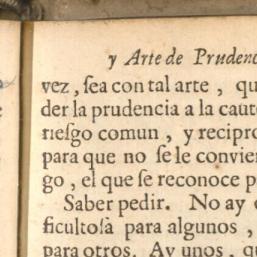 y Arte de Prudenc
vez, ſea con tal arte, qu
der la prudencia a la caut
rieſgo comun, y recipro
para que no ſe le convier
go, el que ſe reconoce p
Saber pedir. No ay
ficultoſa para algunos,
para otros. Ay unos, qu